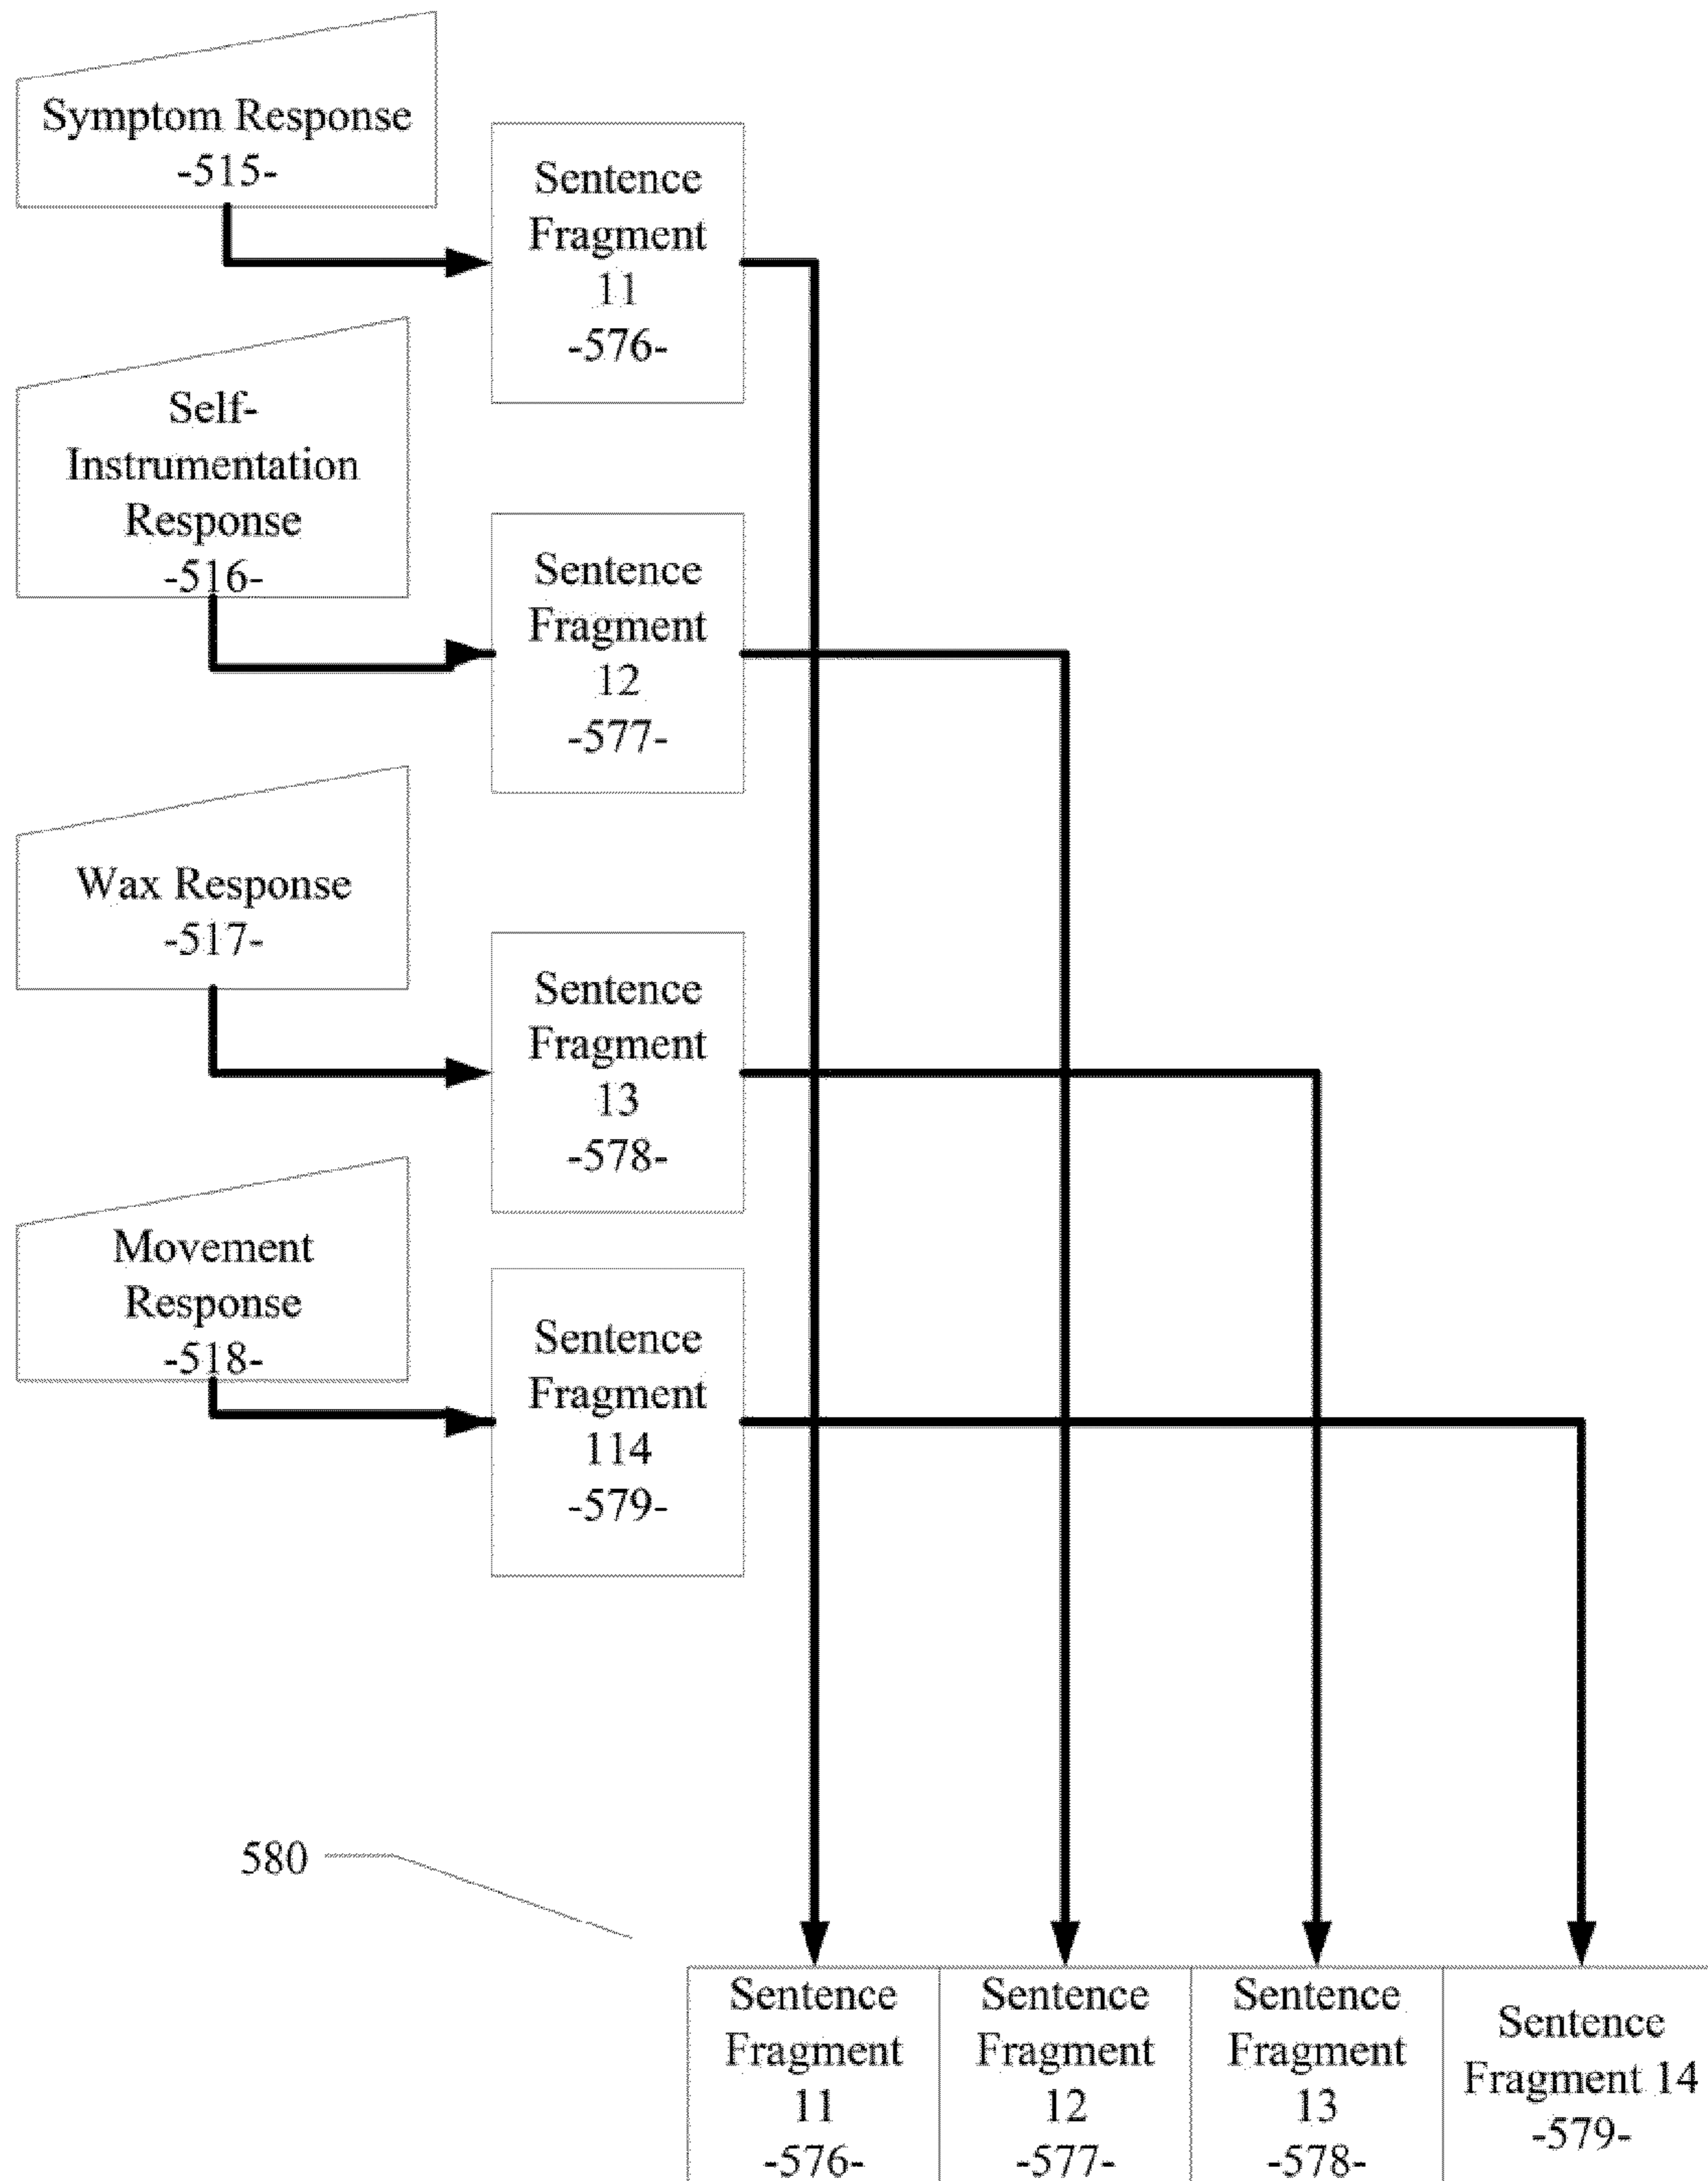 Symptom Response
-515-
Sentence
Fragment
11
-576-
Self-
Instrumentation
Response
-516-
Sentence
Fragment
12
-577-
Wax Response
-517-
Sentence
Fragment
13
-578-
Movement
Response
-518-
Sentence
Fragment
114
-579-
580
Sentence
Fragment
11
-576-
Sentence
Fragment
12
-577-
Sentence
Fragment
13
-578-
Sentence
Fragment 14
-579-